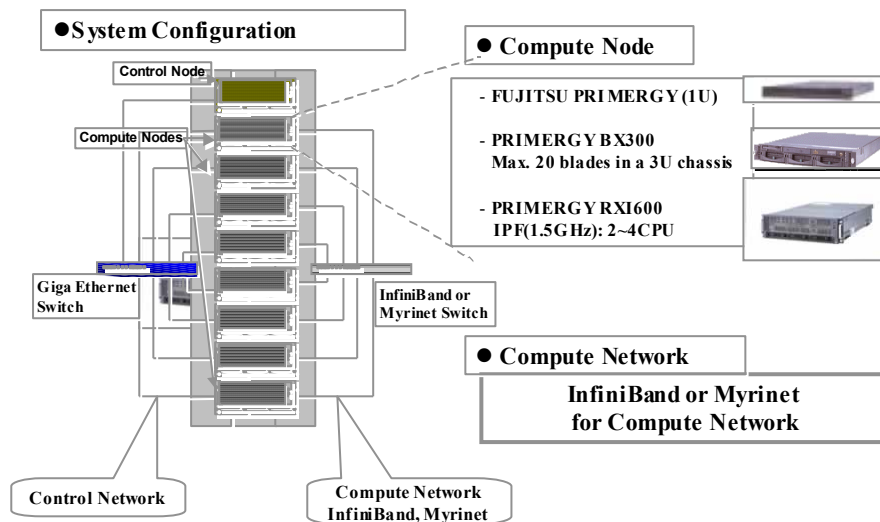 ●System Configuration
Control Node
Compute Nodes
Giga Ethernet
Switch
InfiniBand or
Myrinet Switch
Control Network
Compute Network
InfiniBand, Myrinet
● Compute Node
- FUJITSU PRIMERGY (1U)
- PRIMERGY BX300
Max. 20 blades in a 3U chassis
- PRIMERGY RXI600
IPF(1.5GHz): 2~4CPU
● Compute Network
InfiniBand or Myrinet
for Compute Network